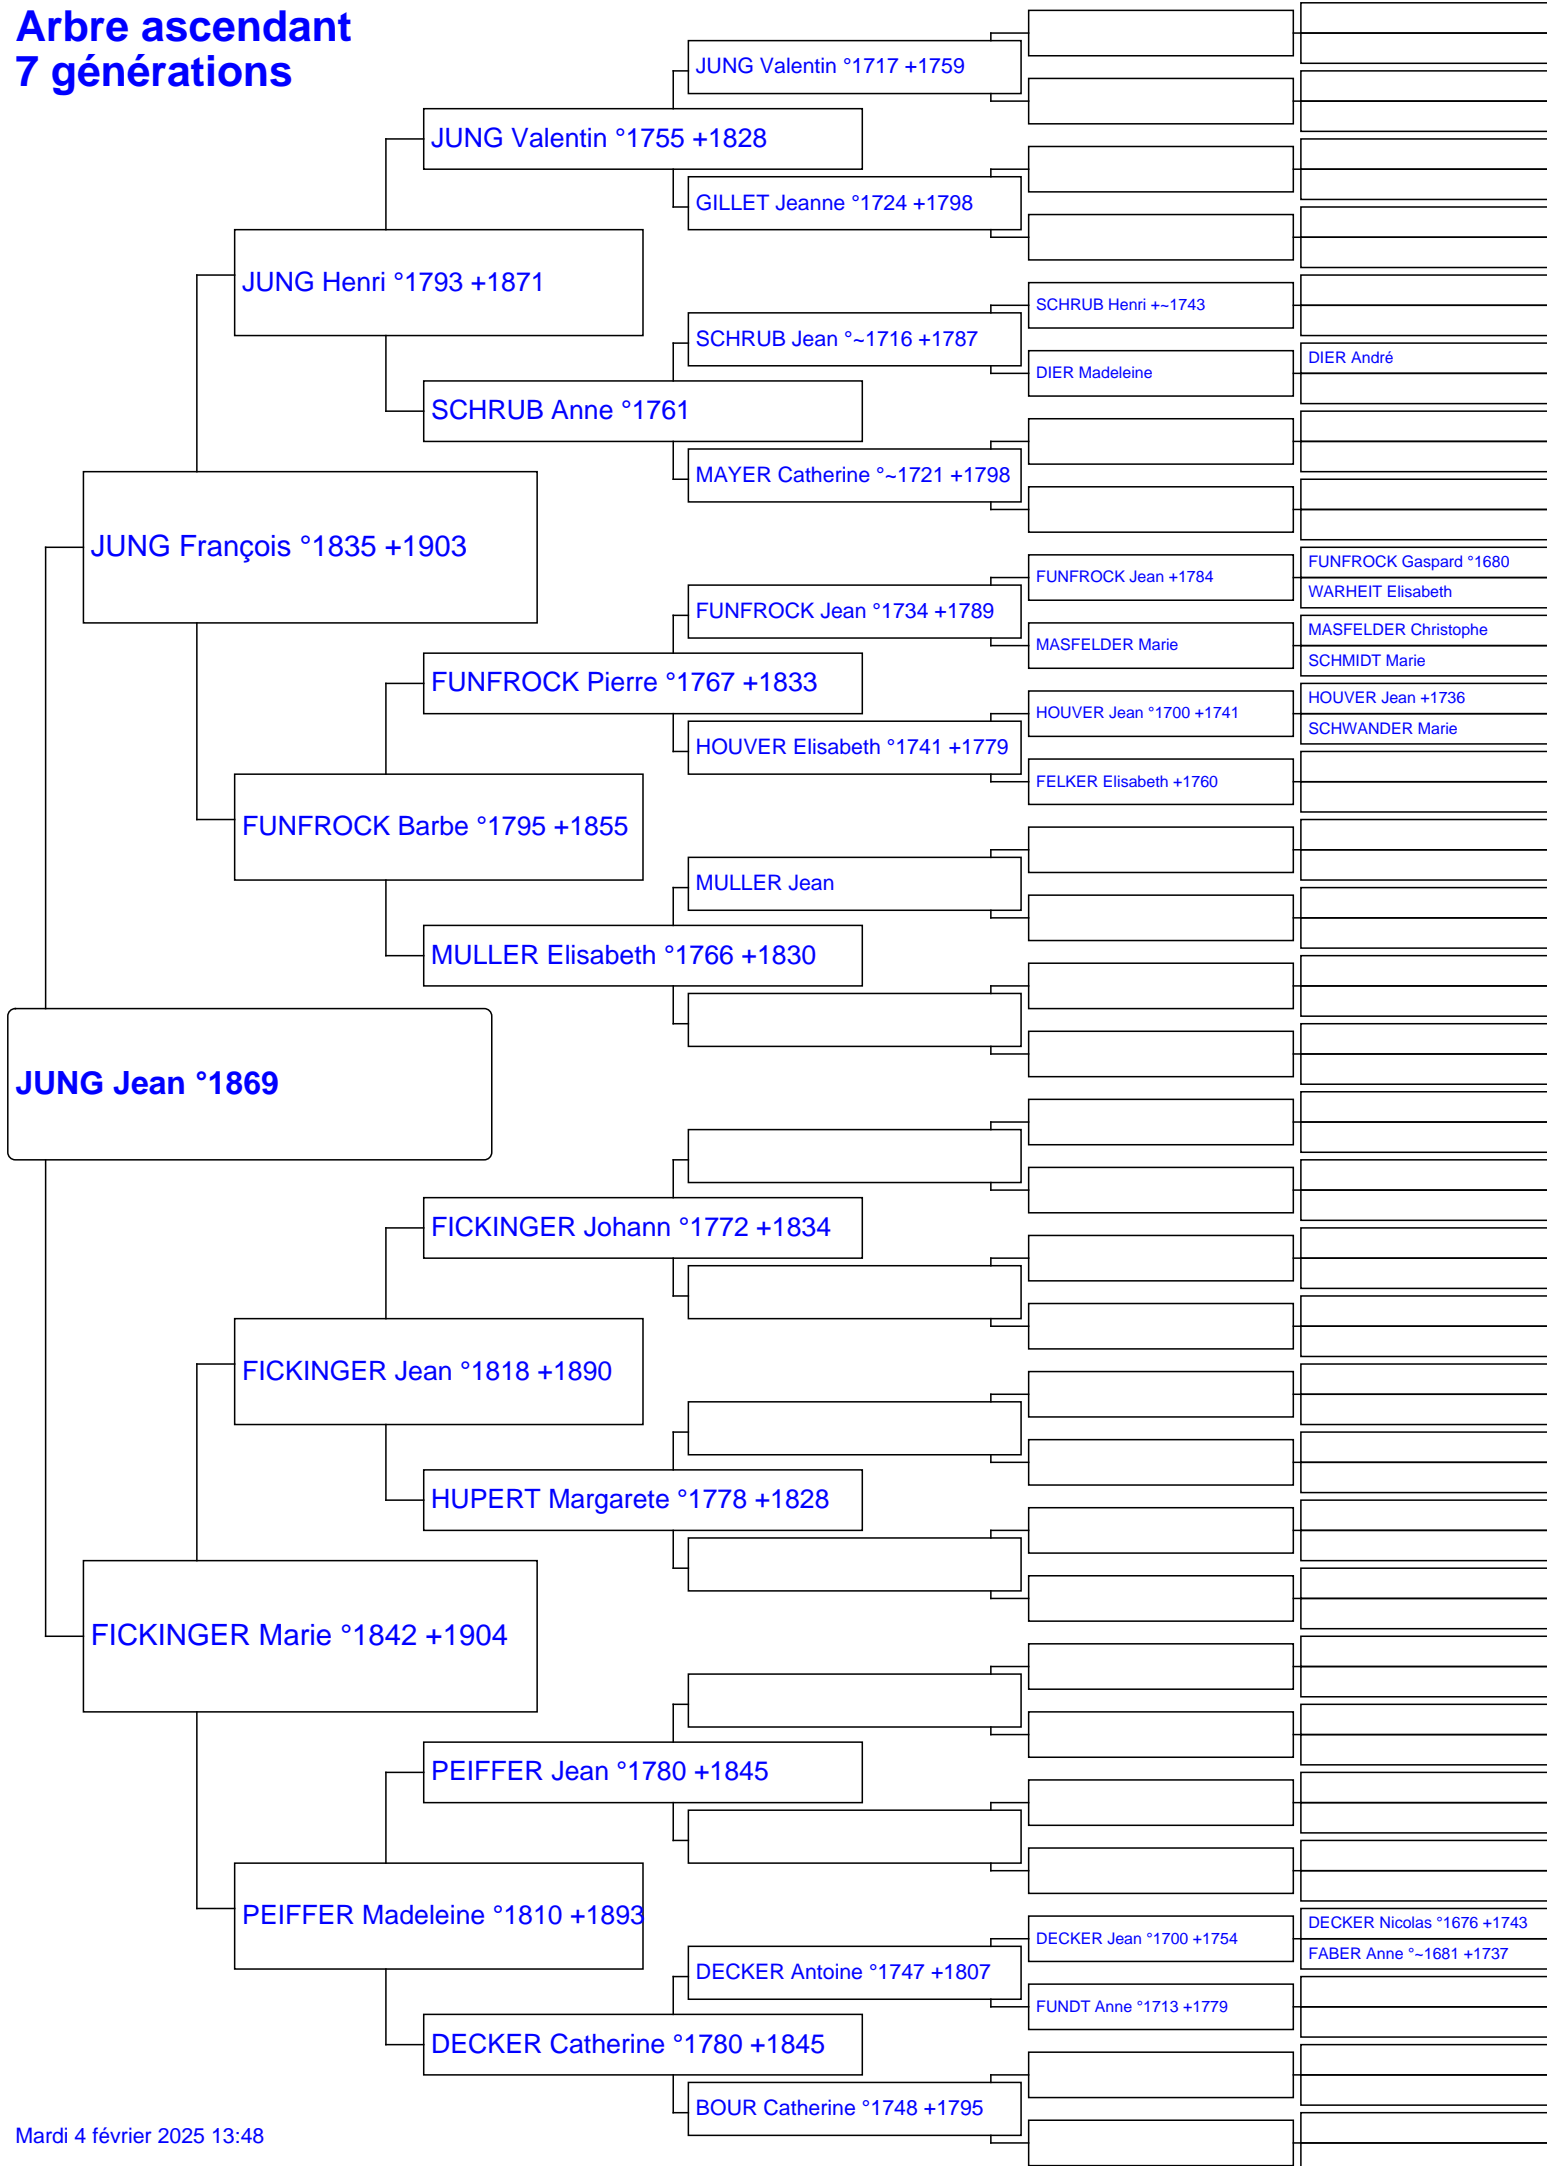 Arbre ascendant
7 générations
JUNG Jean °1869
JUNG François °1835 +1903
FICKINGER Marie °1842 +1904
JUNG Henri °1793 +1871
FUNFROCK Barbe °1795 +1855
FICKINGER Jean °1818 +1890
PEIFFER Madeleine °1810 +1893
JUNG Valentin °1755 +1828
SCHRUB Anne °1761
FUNFROCK Pierre °1767 +1833
MULLER Elisabeth °1766 +1830
FICKINGER Johann °1772 +1834
HUPERT Margarete °1778 +1828
PEIFFER Jean °1780 +1845
DECKER Catherine °1780 +1845
JUNG Valentin °1717 +1759
GILLET Jeanne °1724 +1798
SCHRUB Jean °~1716 +1787
MAYER Catherine °~1721 +1798
FUNFROCK Jean °1734 +1789
HOUVER Elisabeth °1741 +1779
MULLER Jean
DECKER Antoine °1747 +1807
BOUR Catherine °1748 +1795
SCHRUB Henri +~1743
DIER Madeleine
FUNFROCK Jean +1784
MASFELDER Marie
HOUVER Jean °1700 +1741
FELKER Elisabeth +1760
DECKER Jean °1700 +1754
FUNDT Anne °1713 +1779
DIER André
FUNFROCK Gaspard °1680
WARHEIT Elisabeth
MASFELDER Christophe
SCHMIDT Marie
HOUVER Jean +1736
SCHWANDER Marie
DECKER Nicolas °1676 +1743
FABER Anne °~1681 +1737
Mardi 4 février 2025 13:48